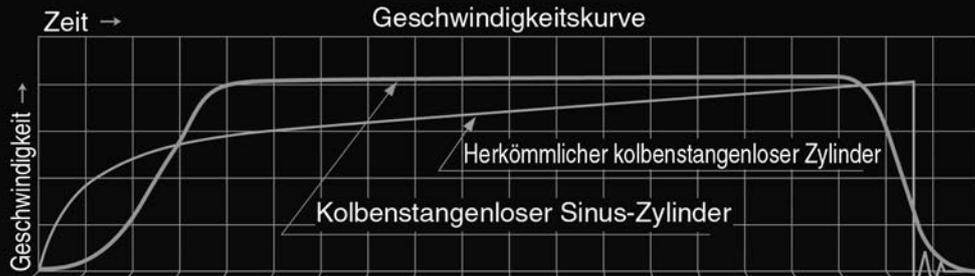 Geschwindigkeitskurve
Zeit →
Geschwindigkeit →
Herkömmlicher kolbenstangenloser Zylinder
Kolbenstangenloser Sinus-Zylinder